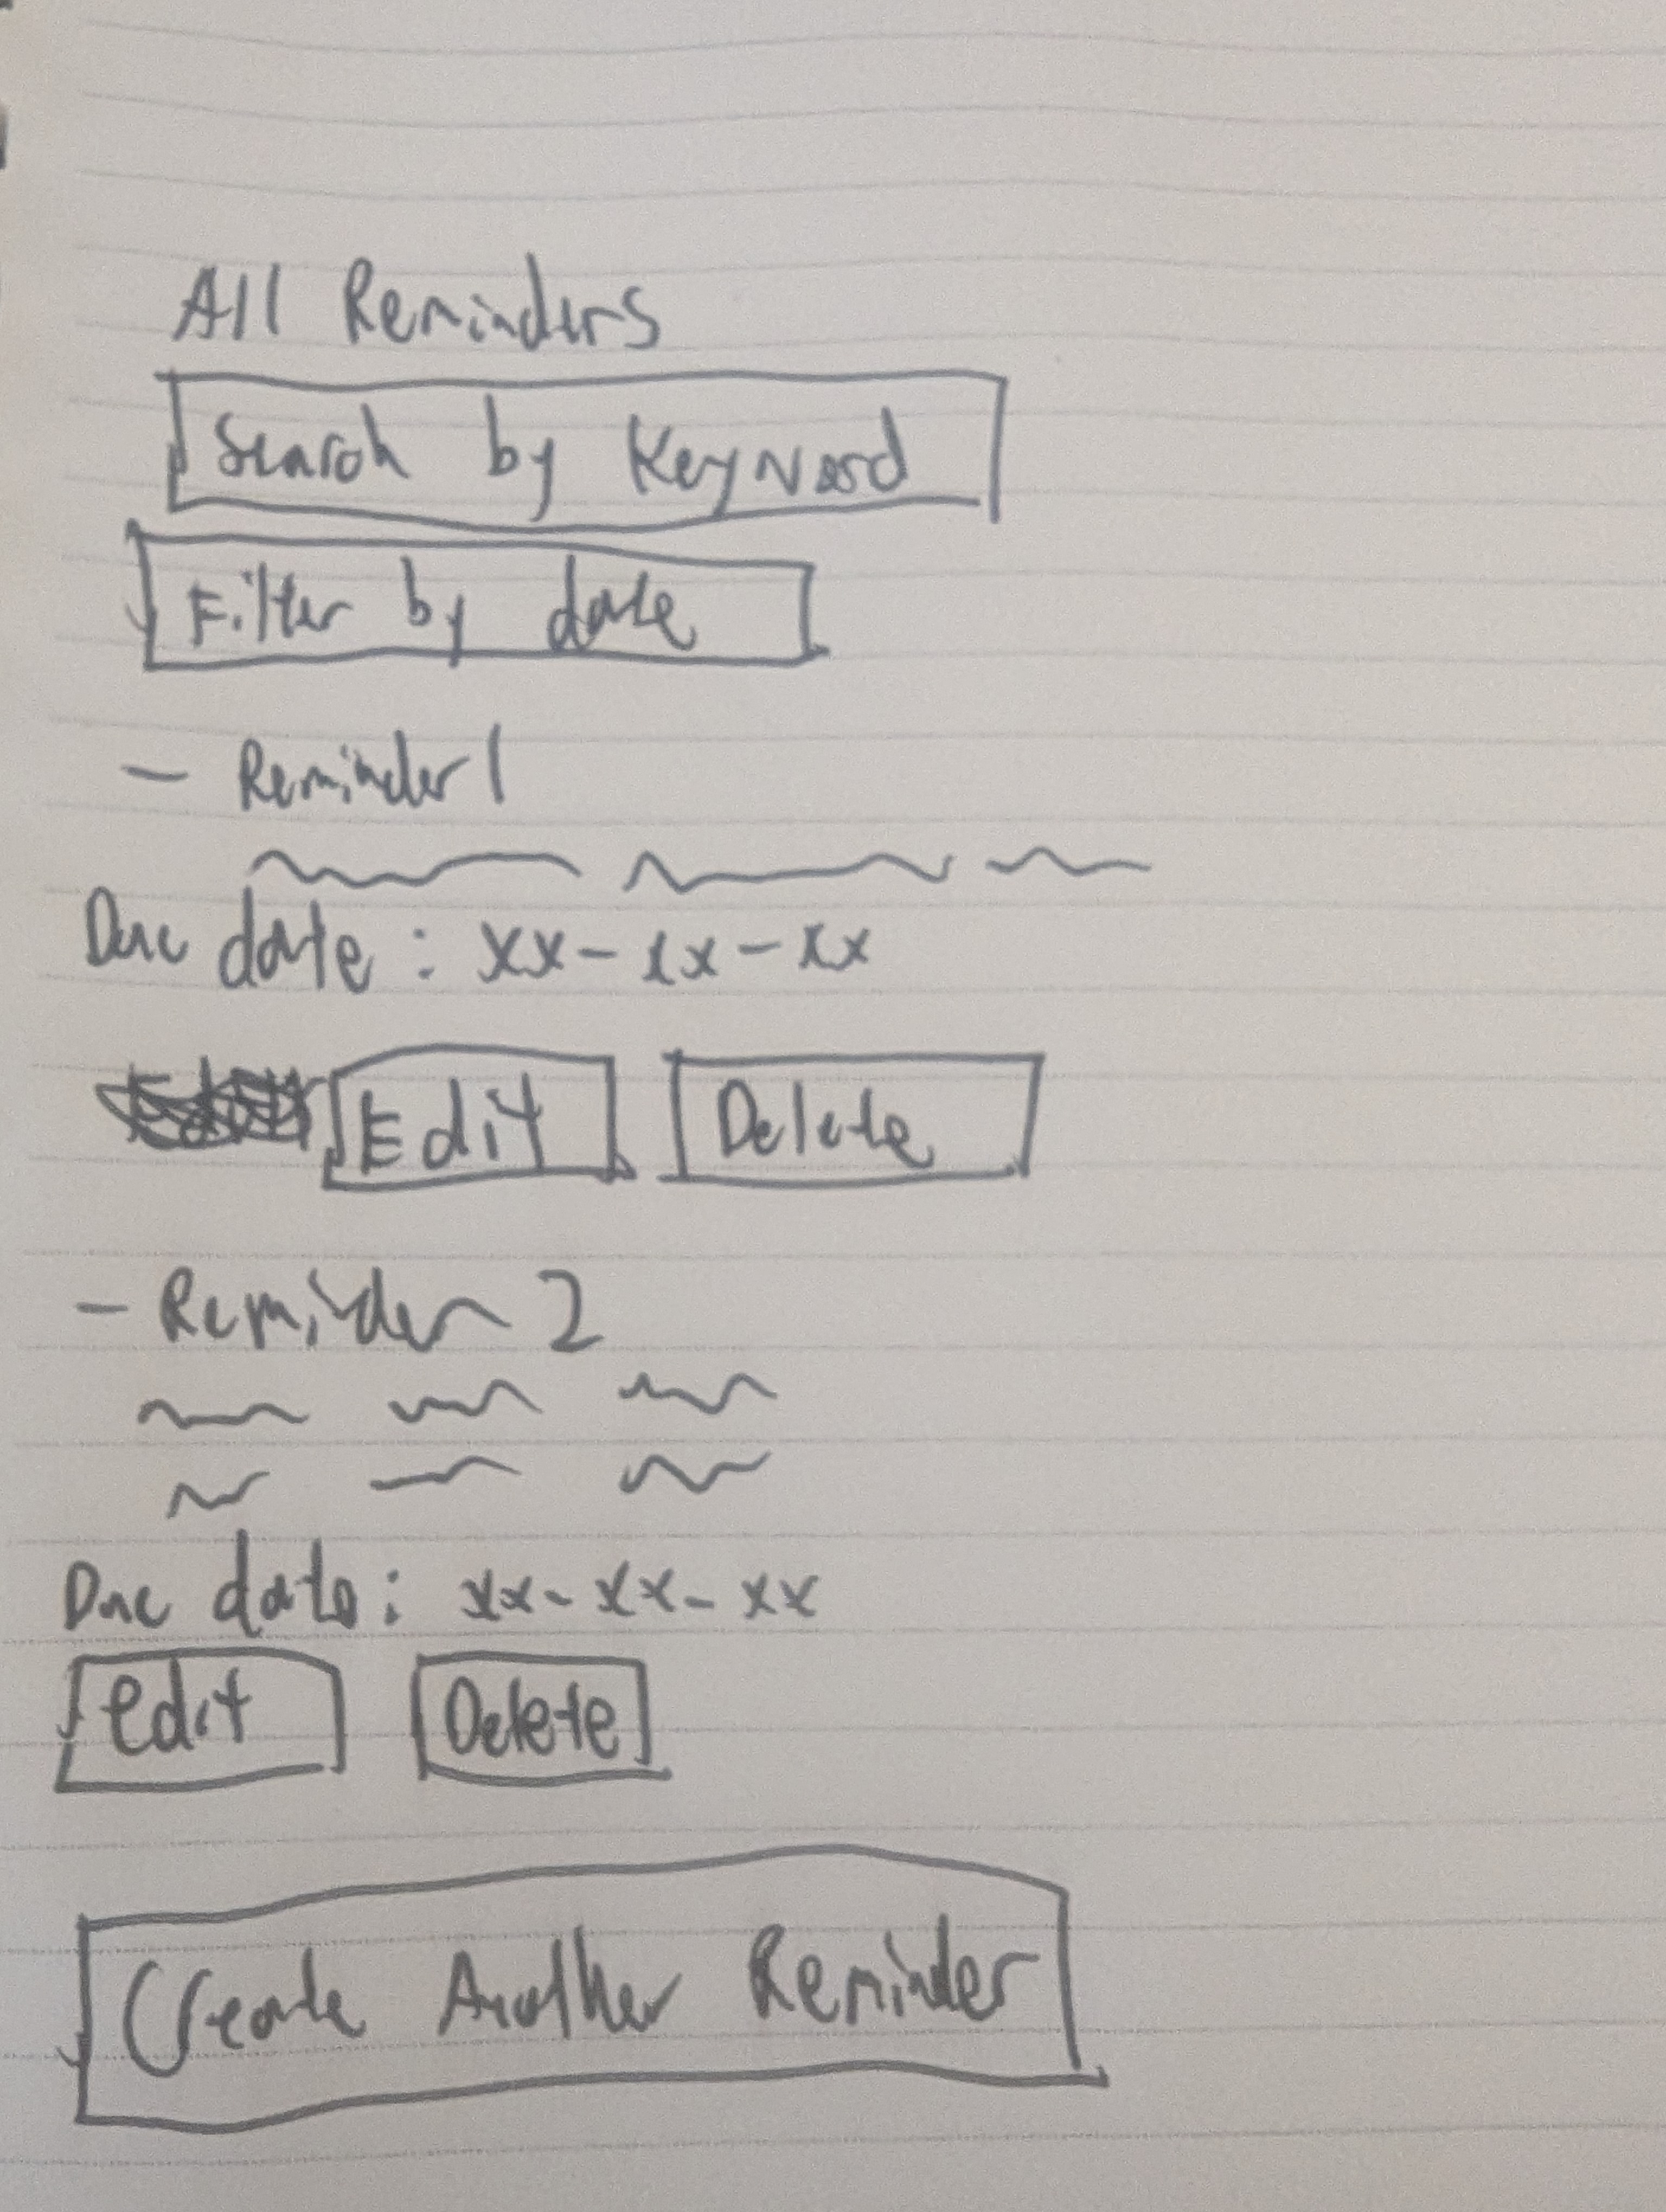 All Reminders
Search by Keyword
Filter by date
- Reminder 1
Due date : xx - xx - xx
Edit Delete
- Reminder 2
Due date : xx - xx - xx
edit Delete
Create Another Reminder